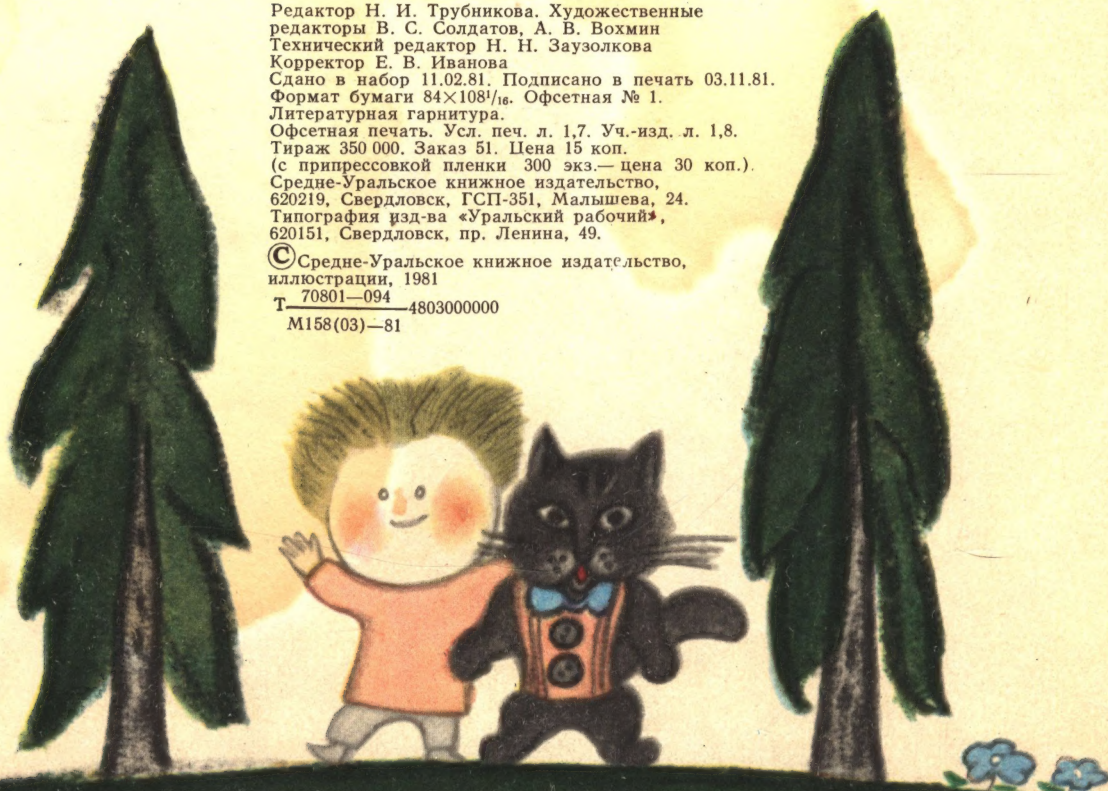 Редактор Н. И. Трубникова. Художественные
редакторы В. С. Солдатов, А. В. Вохмин
Технический редактор Н. Н. Заузолкова
Корректор Е. В. Иванова
Сдано в набор 11.02.81. Подписано в печать 03.11.81.
Формат бумаги 84×108¹/₁₆. Офсетная № 1.
Литературная гарнитура.
Офсетная печать. Усл. печ. л. 1,7. Уч.-изд. л. 1,8.
Тираж 350 000. Заказ 51. Цена 15 коп.
(с припрессовкой пленки 300 экз.— цена 30 коп.).
Средне-Уральское книжное издательство,
620219, Свердловск, ГСП-351, Малышева, 24.
Типография изд-ва «Уральский рабочий»,
620151, Свердловск, пр. Ленина, 49.
© Средне-Уральское книжное издательство,
иллюстрации, 1981
70801—094
Т—4803000000
М158(03)—81